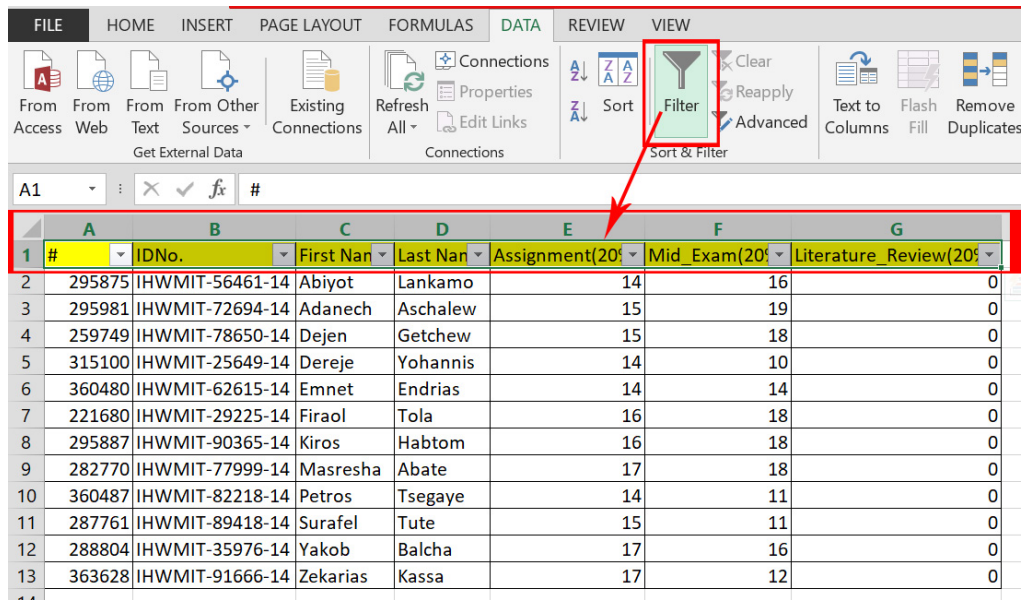 FILE HOME INSERT PAGE LAYOUT FORMULAS DATA REVIEW VIEW
From Access
From Web
From Text
From Other Sources
Existing Connections
Get External Data
Refresh All
Connections
Properties
Edit Links
Connections
Sort
Filter
Clear
Reapply
Advanced
Sort & Filter
Text to Columns
Flash Fill
Remove Duplicates
A1 fx #
A B C D E F G
1 # IDNo. First Nan Last Nan Assignment(20% Mid_Exam(20% Literature_Review(20%
2 295875 IHWMIT-56461-14 Abiyot Lankamo 14 16 0
3 295981 IHWMIT-72694-14 Adanech Aschalew 15 19 0
4 259749 IHWMIT-78650-14 Dejen Getchew 15 18 0
5 315100 IHWMIT-25649-14 Dereje Yohannis 14 10 0
6 360480 IHWMIT-62615-14 Emnet Endrias 14 14 0
7 221680 IHWMIT-29225-14 Firaol Tola 16 18 0
8 295887 IHWMIT-90365-14 Kiros Habtom 16 18 0
9 282770 IHWMIT-77999-14 Masresha Abate 17 18 0
10 360487 IHWMIT-82218-14 Petros Tsegaye 14 11 0
11 287761 IHWMIT-89418-14 Surafel Tute 15 11 0
12 288804 IHWMIT-35976-14 Yakob Balcha 17 16 0
13 363628 IHWMIT-91666-14 Zekarias Kassa 17 12 0